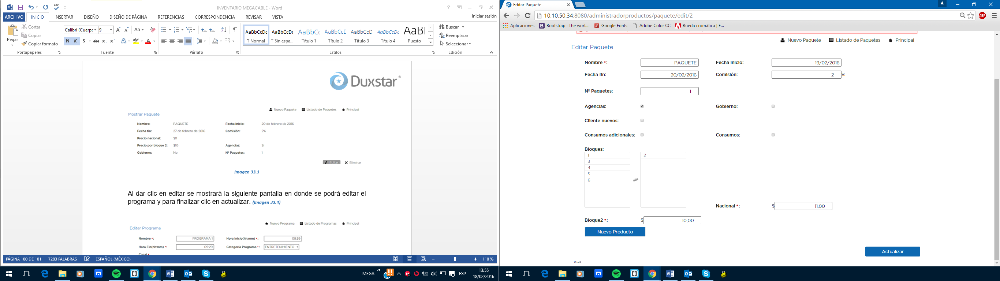 INVENTARIO MEGACABLE - Word
ARCHIVO INICIO INSERTAR DISEÑO DISEÑO DE PÁGINA REFERENCIAS CORRESPONDENCIA REVISAR VISTA Iniciar sesión
Pegar
Cortar
Copiar
Copiar formato
Portapapeles
Calibri (Cuerpo 9
Fuente
Párrafo
AaBbCcDc AaBbCcDc AaBbCc AaBbCcD AaBbCcD AaBbCcDc AaBl
¶ Normal ¶ Sin espa... Título 1 Título 2 Título 3 Título 4 Puesto
Estilos
Buscar
Reemplazar
Seleccionar
Edición
Duxstar®
Nuevo Paquete Listado de Paquetes Principal
Mostrar Paquete
Nombre: PAQUETE Fecha inicio: 20 de febrero de 2016
Fecha fin: 27 de febrero de 2016 Comisión: 2%
Precio nacional: $11
Precio por bloque 2: $10 Agencias: Si
Gobierno: No Nº Paquetes: 1
Editar Eliminar
Imagen 33.3
Al dar clic en editar se mostrará la siguiente pantalla en donde se podrá editar el
programa y para finalizar clic en actualizar. (Imagen 33.4)
Nuevo Programa Listado de Programas Principal
Editar Programa
Nombre *: PROGRAMA 1 Hora Inicio(hh:mm) *: 08:59
Hora Fin(hh:mm) *: 09:29 Categoría Programa *: ENTRETENIMIENTO
Canal *:
PÁGINA 100 DE 101 7283 PALABRAS ESPAÑOL (MÉXICO) 110 %
MEGA ESP 13:55
18/02/2016
Editar Paquete
10.10.50.34:8080/administradorproductos/paquete/edit/2
Aplicaciones Bootstrap · The worl... Google Fonts Adobe Color CC Rueda cromática | E...
Nuevo Paquete Listado de Paquetes Principal
Editar Paquete
Nombre *: PAQUETE Fecha inicio: 19/02/2016
Fecha fin: 20/02/2016 Comisión: 2 %
Nº Paquetes: 1
Agencias: Gobierno:
Cliente nuevos:
Consumos adicionales: Consumos:
Bloques:
1 2
3
4
5
6
Nacional *: $ 11,00
Bloque2 *: $ 10,00
Nuevo Producto
Actualizar
0.123